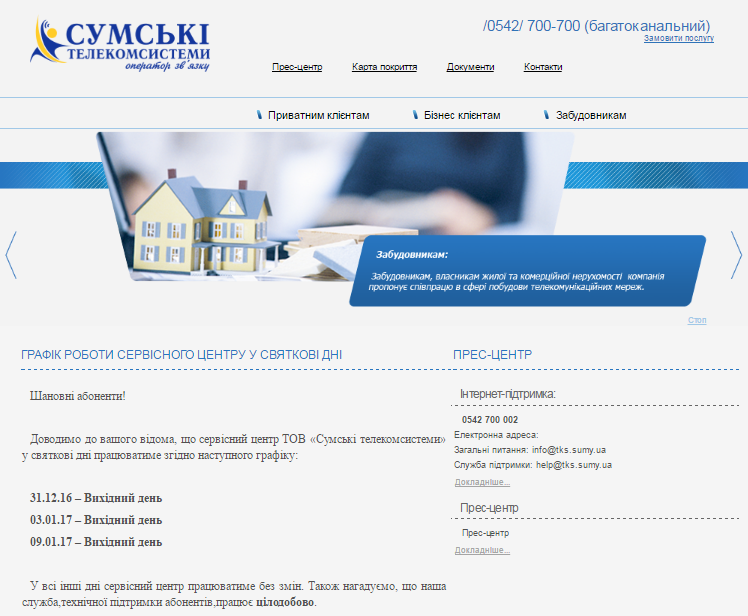 СУМСЬКІ
ТЕЛЕКОМСИСТЕМИ
оператор зв'язку
/0542/ 700-700 (багатоканальний)
Замовити послугу
Прес-центр Карта покриття Документи Контакти
Приватним клієнтам Бізнес клієнтам Забудовникам
Забудовникам:
Забудовникам, власникам жилої та комерційної нерухомості компанія
пропонує співпрацю в сфері побудови телекомунікаційних мереж.
Стоп
ГРАФІК РОБОТИ СЕРВІСНОГО ЦЕНТРУ У СВЯТКОВІ ДНІ
Шановні абоненти!
Доводимо до вашого відома, що сервісний центр ТОВ «Сумські телекомсистеми»
у святкові дні працюватиме згідно наступного графіку:
31.12.16 – Вихідний день
03.01.17 – Вихідний день
09.01.17 – Вихідний день
У всі інші дні сервісний центр працюватиме без змін. Також нагадуємо, що наша
служба,технічної підтримки абонентів,працює цілодобово.
ПРЕС-ЦЕНТР
Інтернет-підтримка:
0542 700 002
Електронна адреса:
Загальні питання: info@tks.sumy.ua
Служба підтримки: help@tks.sumy.ua
Докладніше...
Прес-центр
Прес-центр
Докладніше...